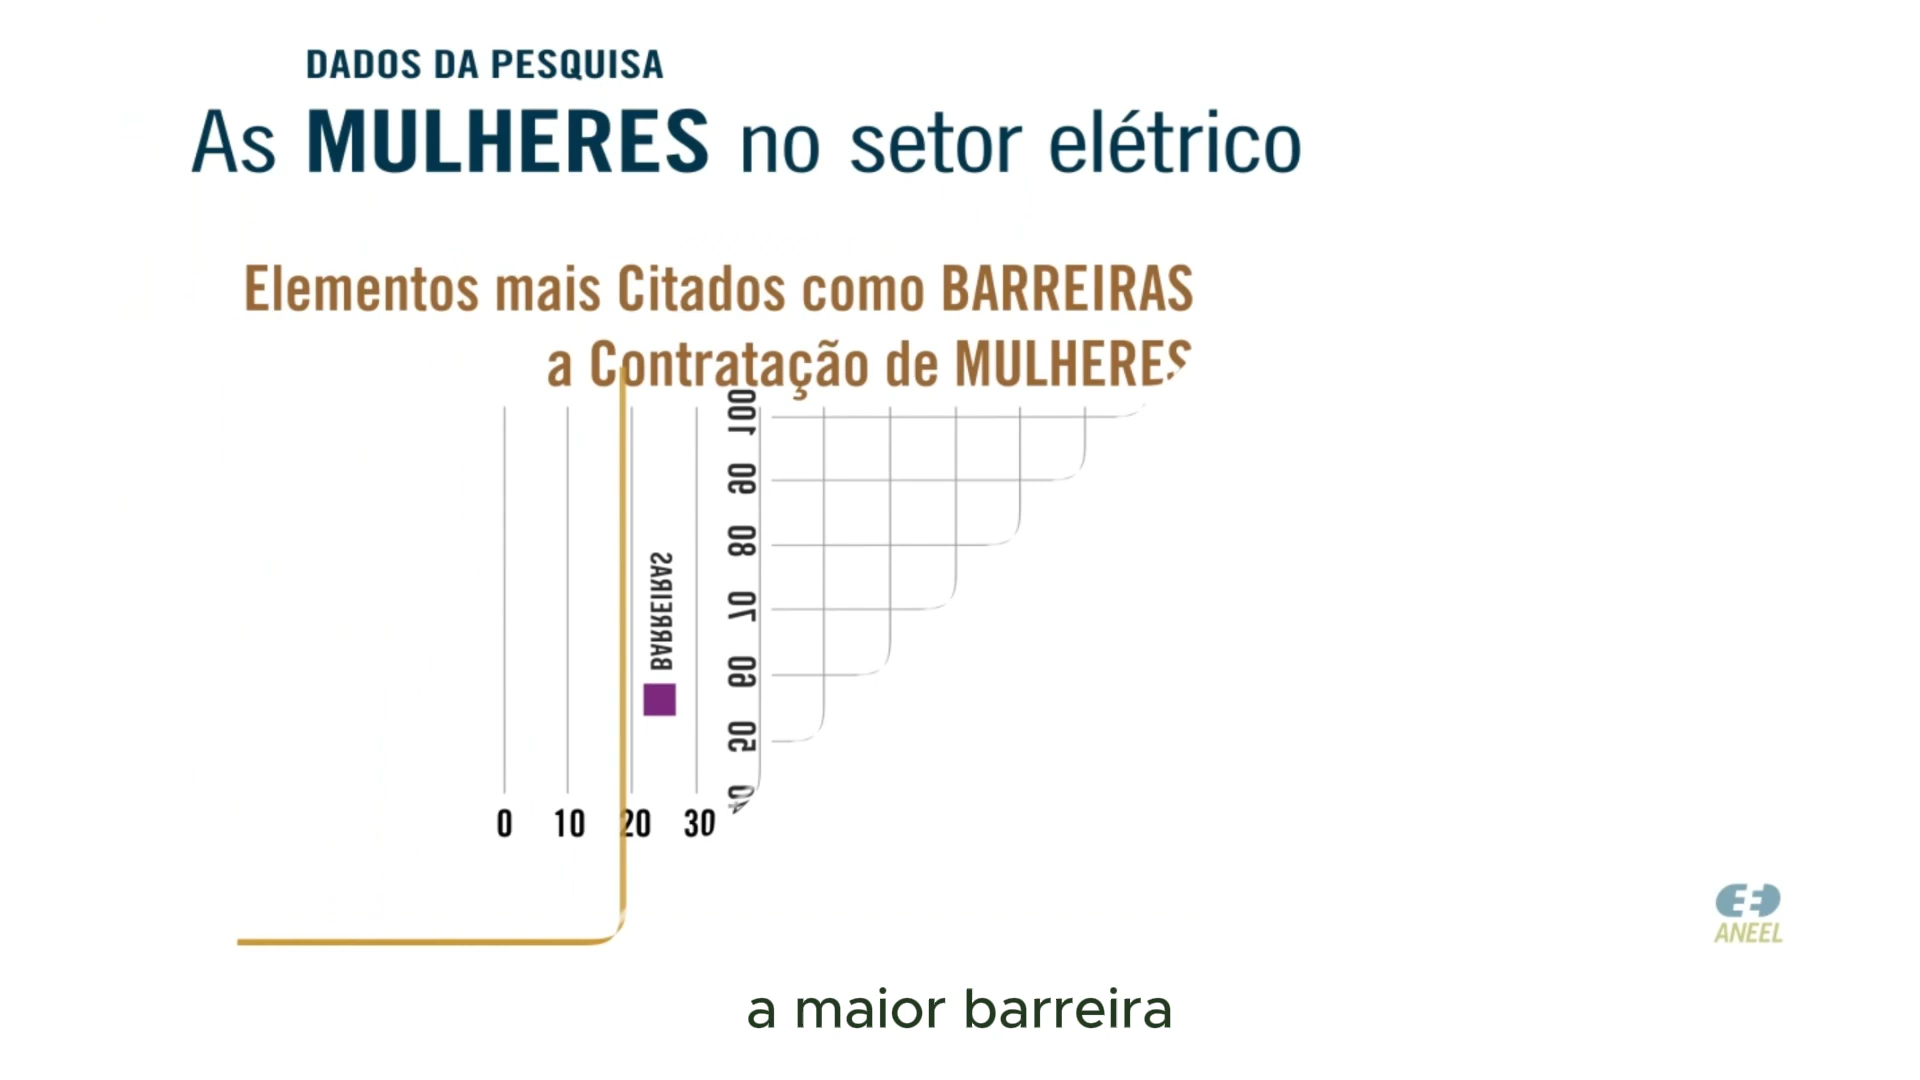 DADOS DA PESQUISA
As MULHERES no setor elétrico
Elementos mais Citados como BARREIRAS
a Contratação de MULHERES
100
90
80
70
60
50
BARREIRAS
0 10 20 30
ANEEL
a maior barreira